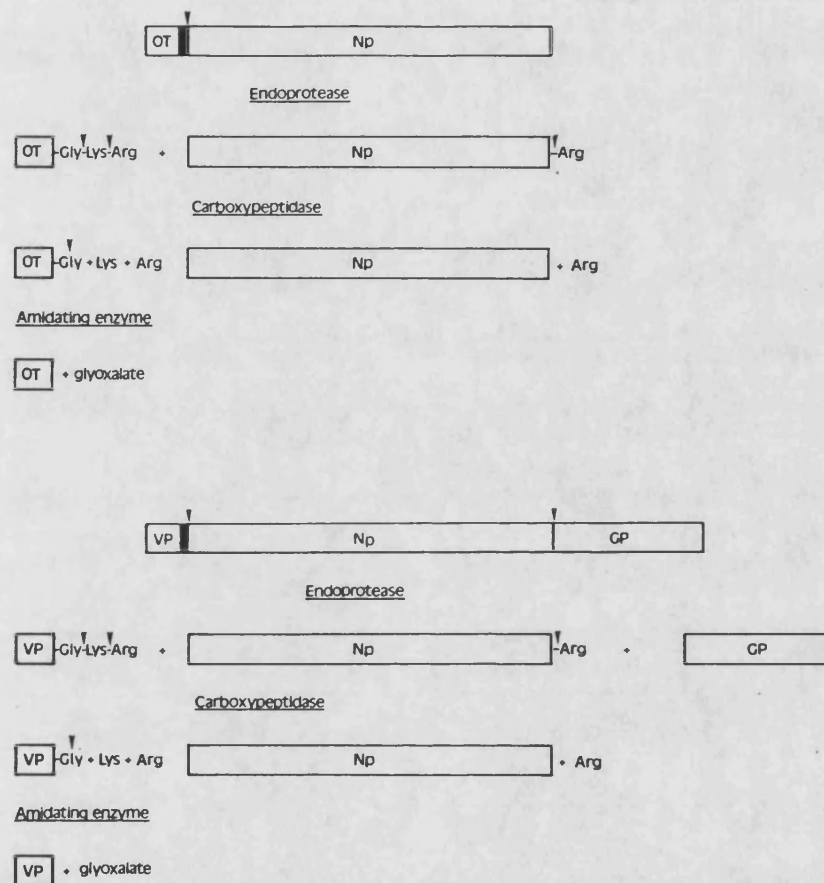 OT Np
Endoprotease
OT -Gly-Lys-Arg + Np -Arg
Carboxypeptidase
OT -Gly + Lys + Arg Np + Arg
Amidating enzyme
OT + glyoxalate
VP Np GP
Endoprotease
VP -Gly-Lys-Arg + Np -Arg + GP
Carboxypeptidase
VP -Gly + Lys + Arg Np + Arg
Amidating enzyme
VP + glyoxalate